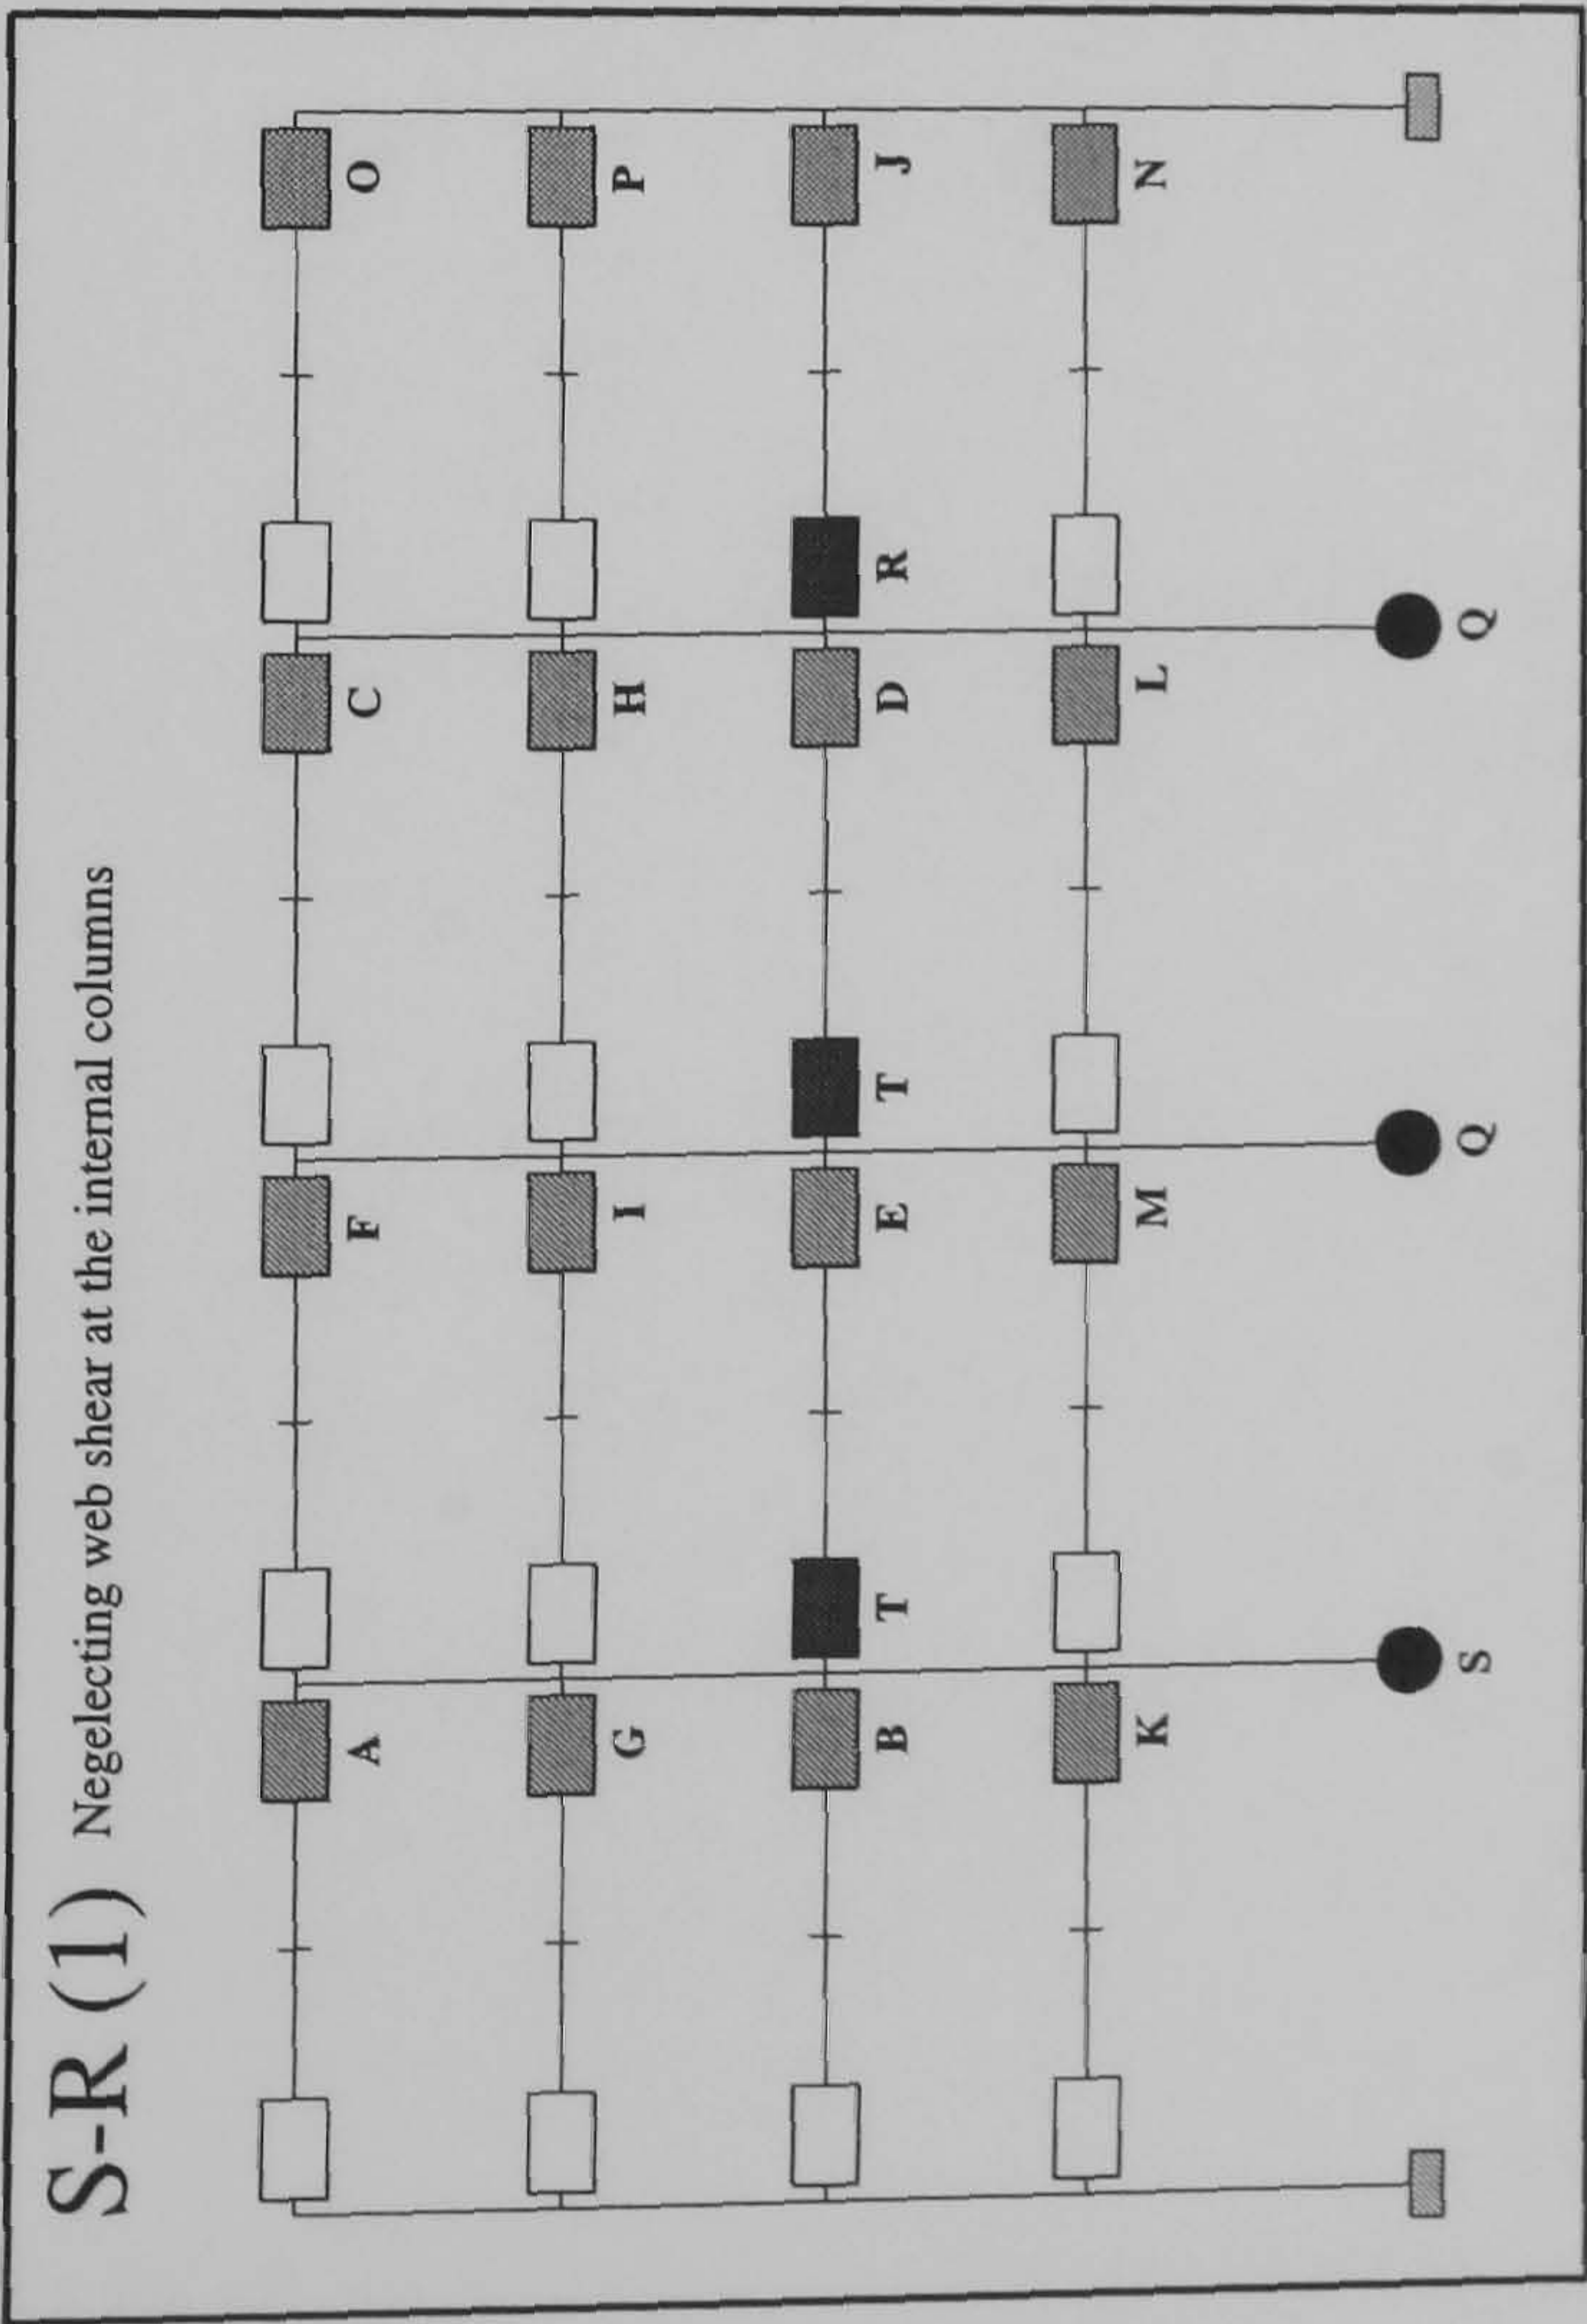 S-R (1) Negelecting web shear at the internal columns
A F C O
G I H P
B T E T D R J
K M L N
S Q Q